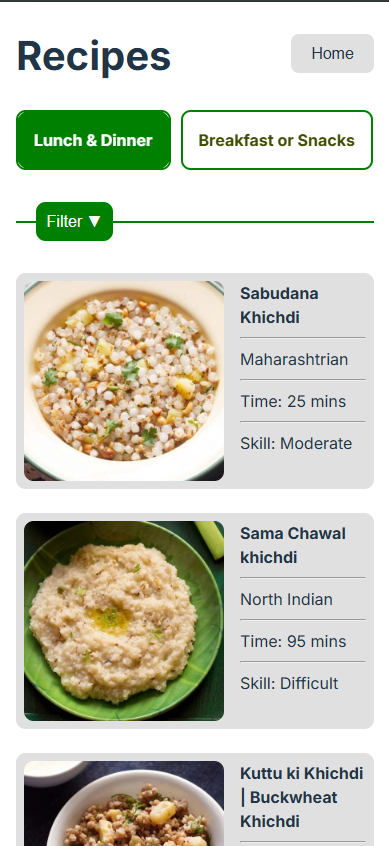 Recipes
Home
Lunch & Dinner
Breakfast or Snacks
Filter ▼
Sabudana
Khichdi
Maharashtrian
Time: 25 mins
Skill: Moderate
Sama Chawal
khichdi
North Indian
Time: 95 mins
Skill: Difficult
Kuttu ki Khichdi
| Buckwheat
Khichdi